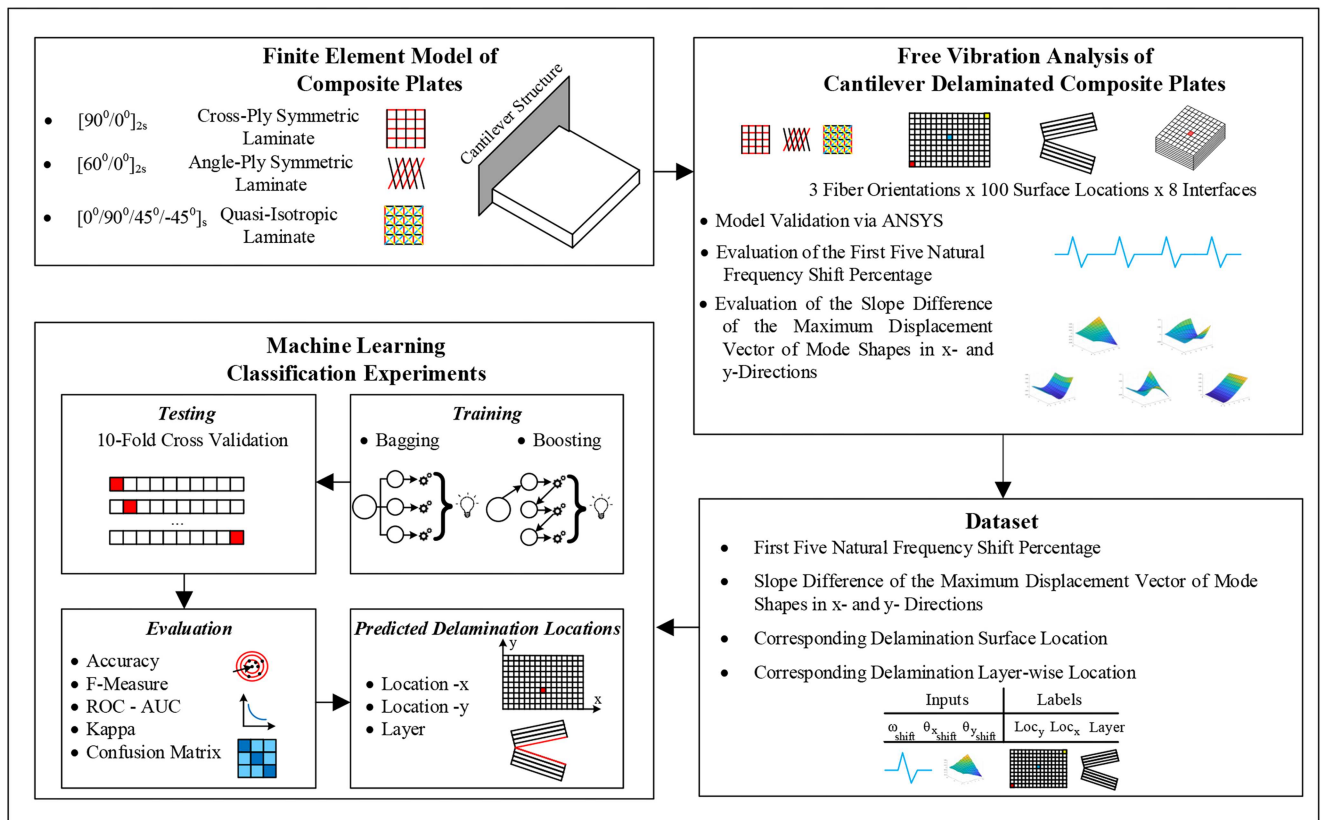 Finite Element Model of
Composite Plates
• [90⁰/0⁰]₂ₛ
Cross-Ply Symmetric
Laminate
• [60⁰/0⁰]₂ₛ
Angle-Ply Symmetric
Laminate
• [0⁰/90⁰/45⁰/-45⁰]ₛ
Quasi-Isotropic
Laminate
Cantilever Structure
Free Vibration Analysis of
Cantilever Delaminated Composite Plates
3 Fiber Orientations x 100 Surface Locations x 8 Interfaces
• Model Validation via ANSYS
• Evaluation of the First Five Natural
Frequency Shift Percentage
• Evaluation of the Slope Difference
of the Maximum Displacement
Vector of Mode Shapes in x- and
y-Directions
Machine Learning
Classification Experiments
Testing
10-Fold Cross Validation
...
Training
• Bagging
• Boosting
Evaluation
• Accuracy
• F-Measure
• ROC - AUC
• Kappa
• Confusion Matrix
Predicted Delamination Locations
• Location -x
• Location -y
• Layer
y
x
Dataset
• First Five Natural Frequency Shift Percentage
• Slope Difference of the Maximum Displacement Vector of Mode
Shapes in x- and y- Directions
• Corresponding Delamination Surface Location
• Corresponding Delamination Layer-wise Location
Inputs Labels
ω_shift θ_x_shift θ_y_shift Loc_y Loc_x Layer